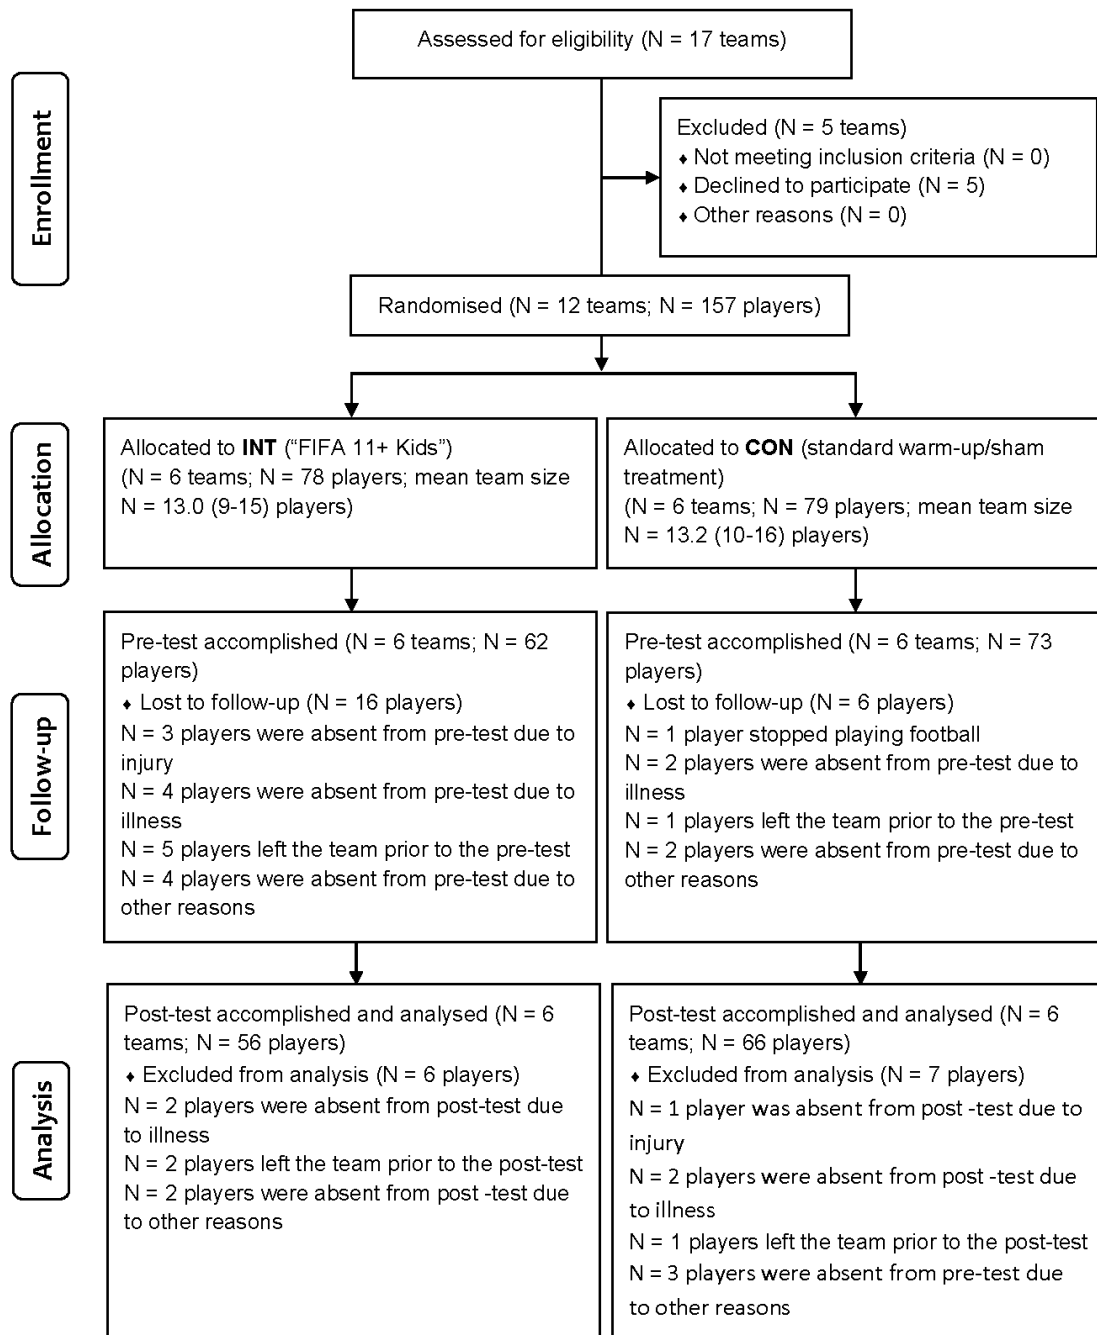 Assessed for eligibility (N = 17 teams)
Enrollment
Excluded (N = 5 teams)
♦ Not meeting inclusion criteria (N = 0)
♦ Declined to participate (N = 5)
♦ Other reasons (N = 0)
Randomised (N = 12 teams; N = 157 players)
Allocation
Allocated to INT (“FIFA 11+ Kids”)
(N = 6 teams; N = 78 players; mean team size
N = 13.0 (9-15) players)
Allocated to CON (standard warm-up/sham
treatment)
(N = 6 teams; N = 79 players; mean team size
N = 13.2 (10-16) players)
Follow-up
Pre-test accomplished (N = 6 teams; N = 62
players)
♦ Lost to follow-up (N = 16 players)
N = 3 players were absent from pre-test due to
injury
N = 4 players were absent from pre-test due to
illness
N = 5 players left the team prior to the pre-test
N = 4 players were absent from pre-test due to
other reasons
Pre-test accomplished (N = 6 teams; N = 73
players)
♦ Lost to follow-up (N = 6 players)
N = 1 player stopped playing football
N = 2 players were absent from pre-test due to
illness
N = 1 players left the team prior to the pre-test
N = 2 players were absent from pre-test due to
other reasons
Analysis
Post-test accomplished and analysed (N = 6
teams; N = 56 players)
♦ Excluded from analysis (N = 6 players)
N = 2 players were absent from post-test due
to illness
N = 2 players left the team prior to the post-test
N = 2 players were absent from post -test due
to other reasons
Post-test accomplished and analysed (N = 6
teams; N = 66 players)
♦ Excluded from analysis (N = 7 players)
N = 1 player was absent from post -test due to
injury
N = 2 players were absent from post -test due
to illness
N = 1 players left the team prior to the post-test
N = 3 players were absent from pre-test due
to other reasons